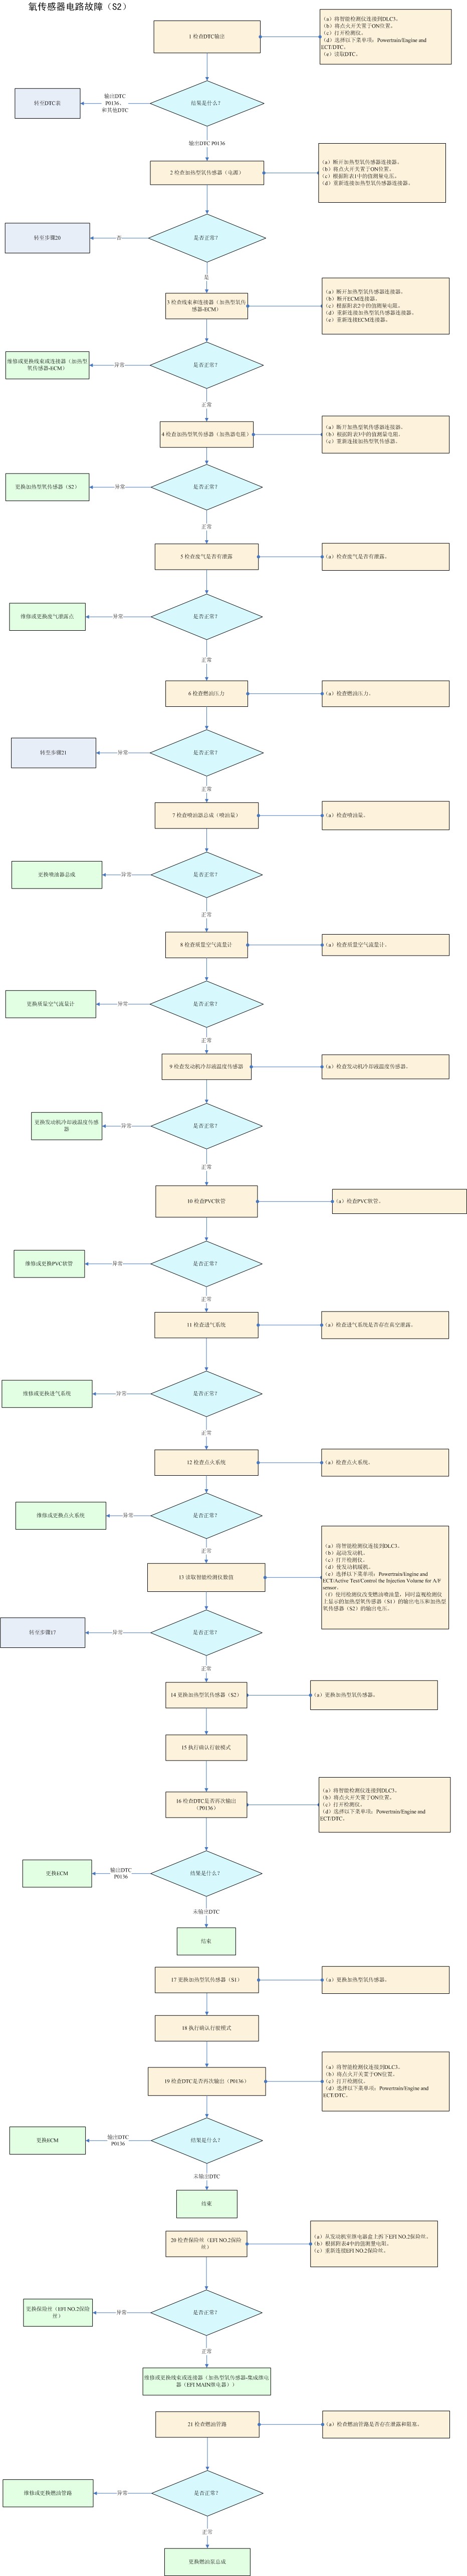 氧传感器电路故障（S2）
1 检查DTC输出
（a）将智能检测仪连接到DLC3。
（b）将点火开关置于ON位置。
（c）打开检测仪。
（d）选择以下菜单项：Powertrain/Engine and
ECT/DTC。
（e）读取DTC。
结果是什么？
输出DTC
P0136，
和其他DTC
转至DTC表
输出DTC P0136
2 检查加热型氧传感器（电源）
（a）断开加热型氧传感器连接器。
（b）将点火开关置于ON位置。
（c）根据附表1中的值测量电压。
（d）重新连接加热型氧传感器连接器。
是否正常？
否
转至步骤20
是
3 检查线束和连接器（加热型氧传
感器-ECM）
（a）断开加热型氧传感器连接器。
（b）断开ECM连接器。
（c）根据附表2中的值测量电阻。
（d）重新连接加热型氧传感器连接器。
（e）重新连接ECM连接器。
是否正常？
异常
维修或更换线束或连接器（加热型
氧传感器-ECM）
正常
4 检查加热型氧传感器（加热器电阻）
（a）断开加热型氧传感器连接器。
（b）根据附表3中的值测量电阻。
（c）重新连接加热型氧传感器。
是否正常？
异常
更换加热型氧传感器（S2）
正常
5 检查废气是否有泄露
（a）检查废气是否有泄露。
是否正常？
异常
维修或更换废气泄露点
正常
6 检查燃油压力
（a）检查燃油压力。
是否正常？
异常
转至步骤21
正常
7 检查喷油器总成（喷油量）
（a）检查喷油量。
是否正常？
异常
更换喷油器总成
正常
8 检查质量空气流量计
（a）检查质量空气流量计。
是否正常？
异常
更换质量空气流量计
正常
9 检查发动机冷却液温度传感器
（a）检查发动机冷却液温度传感器。
是否正常？
异常
更换发动机冷却液温度传感
器
正常
10 检查PVC软管
（a）检查PVC软管。
是否正常？
异常
维修或更换PVC软管
正常
11 检查进气系统
（a）检查进气系统是否存在真空泄露。
是否正常？
异常
维修或更换进气系统
正常
12 检查点火系统
（a）检查点火系统。
是否正常？
异常
维修或更换点火系统
正常
13 读取智能检测仪数值
（a）将智能检测仪连接到DLC3。
（b）起动发动机。
（c）打开检测仪。
（d）使发动机暖机。
（e）选择以下菜单项：Powertrain/Engine and
ECT/Active Test/Control the Injection Volume for A/F
sensor.
（f）使用检测仪改变燃油喷油量，同时监视检测仪
上显示的加热型氧传感器（S1）的输出电压和加热型
氧传感器（S2）的输出电压。
是否正常？
异常
转至步骤17
正常
14 更换加热型氧传感器（S2）
（a）更换加热型氧传感器。
15 执行确认行驶模式
16 检查DTC是否再次输出
（P0136）
（a）将智能检测仪连接到DLC3。
（b）将点火开关置于ON位置。
（c）打开检测仪。
（d）选择以下菜单项：Powertrain/Engine and
ECT/DTC.
结果是什么？
输出DTC
P0136
更换ECM
未输出DTC
结束
17 更换加热型氧传感器（S1）
（a）更换加热型氧传感器。
18 执行确认行驶模式
19 检查DTC是否再次输出（P0136）
（a）将智能检测仪连接到DLC3。
（b）将点火开关置于ON位置。
（c）打开检测仪。
（d）选择以下菜单项：Powertrain/Engine and
ECT/DTC.
结果是什么？
输出DTC
P0136
更换ECM
未输出DTC
结束
20 检查保险丝（EFI NO.2保险
丝）
（a）从发动机室继电器盒上拆下EFI NO.2保险丝。
（b）根据附表4中的值测量电阻。
（c）重新连接EFI NO.2保险丝。
是否正常？
异常
更换保险丝（EFI NO.2保险
丝）
正常
维修或更换线束或连接器（加热型氧传感器-集成继电
器（EFI MAIN继电器））
21 检查燃油管路
（a）检查燃油管路是否存在泄露和阻塞。
是否正常？
异常
维修或更换燃油管路
正常
更换燃油泵总成